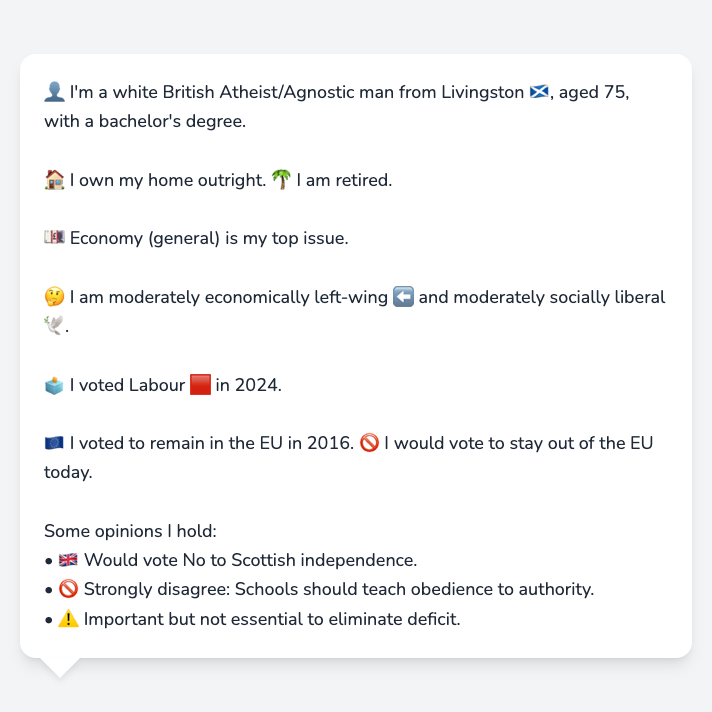 👤 I'm a white British Atheist/Agnostic man from Livingston 🏴󠁧󠁢󠁳󠁣󠁴󠁿, aged 75,
with a bachelor's degree.
🏠 I own my home outright. 🌴 I am retired.
💷 Economy (general) is my top issue.
🤔 I am moderately economically left-wing ⬅️ and moderately socially liberal
🕊️.
🗳️ I voted Labour 🟥 in 2024.
🇪🇺 I voted to remain in the EU in 2016. 🚫 I would vote to stay out of the EU
today.
Some opinions I hold:
• 🇬🇧 Would vote No to Scottish independence.
• 🚫 Strongly disagree: Schools should teach obedience to authority.
• ⚠️ Important but not essential to eliminate deficit.